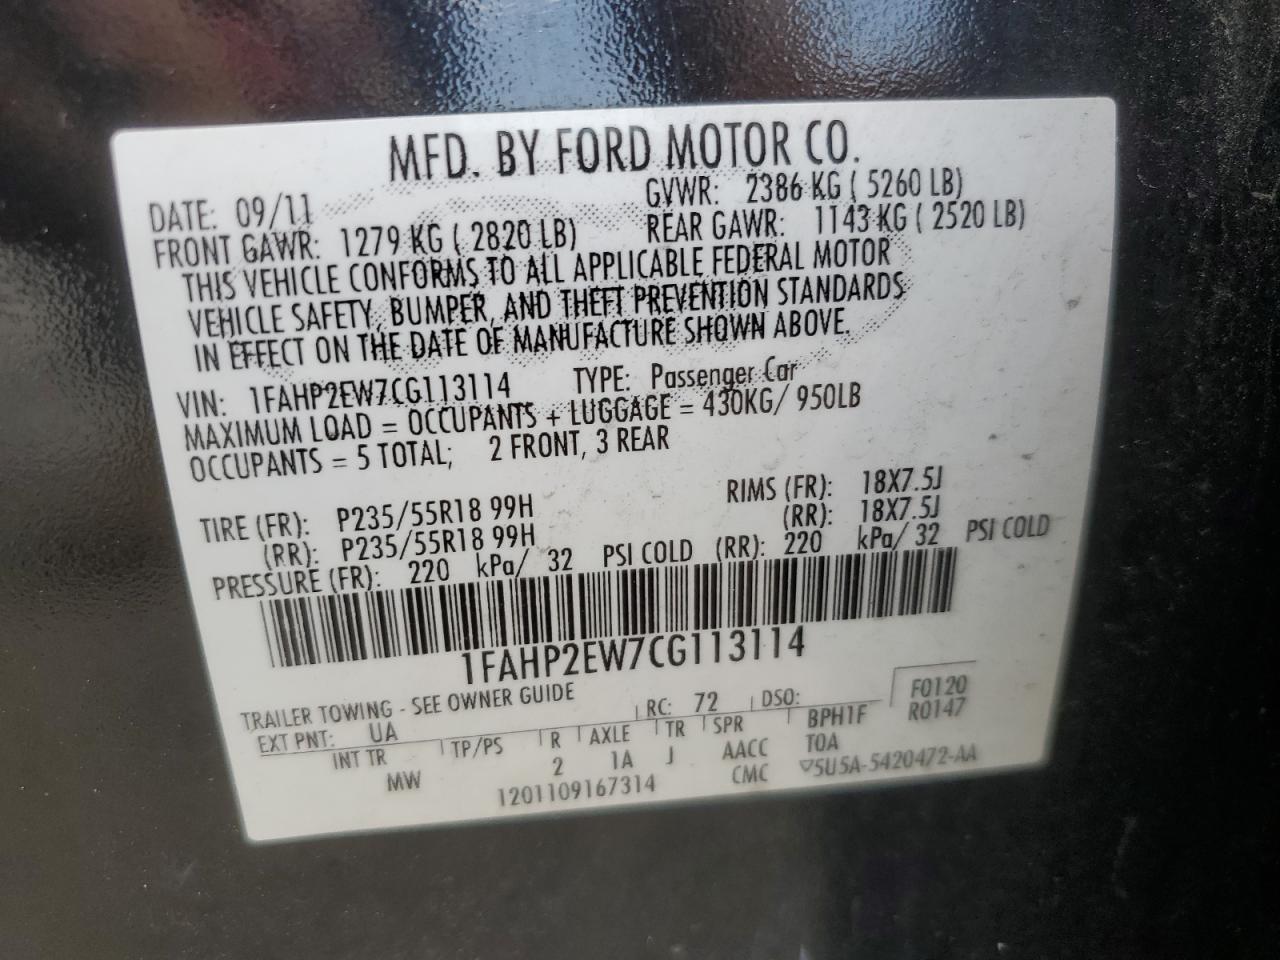 MFD. BY FORD MOTOR CO.
DATE: 09/11 GVWR: 2386 KG ( 5260 LB)
FRONT GAWR: 1279 KG ( 2820 LB) REAR GAWR: 1143 KG ( 2520 LB)
THIS VEHICLE CONFORMS TO ALL APPLICABLE FEDERAL MOTOR
VEHICLE SAFETY, BUMPER, AND THEFT PREVENTION STANDARDS
IN EFFECT ON THE DATE OF MANUFACTURE SHOWN ABOVE.
VIN: 1FAHP2EW7CG113114 TYPE: Passenger Car
MAXIMUM LOAD = OCCUPANTS + LUGGAGE = 430KG/ 950LB
OCCUPANTS = 5 TOTAL; 2 FRONT, 3 REAR
TIRE (FR): P235/55R18 99H RIMS (FR): 18X7.5J
(RR): P235/55R18 99H (RR): 18X7.5J
PRESSURE (FR): 220 kPa/ 32 PSI COLD (RR): 220 kPa/ 32 PSI COLD
1FAHP2EW7CG113114
TRAILER TOWING - SEE OWNER GUIDE F0120
EXT PNT: UA RC: 72 DSO: R0147
INT TR TP/PS R AXLE TR SPR BPH1F
MW 2 1A J AACC TOA
1201109167314 CMC ▽5U5A-5420472-AA